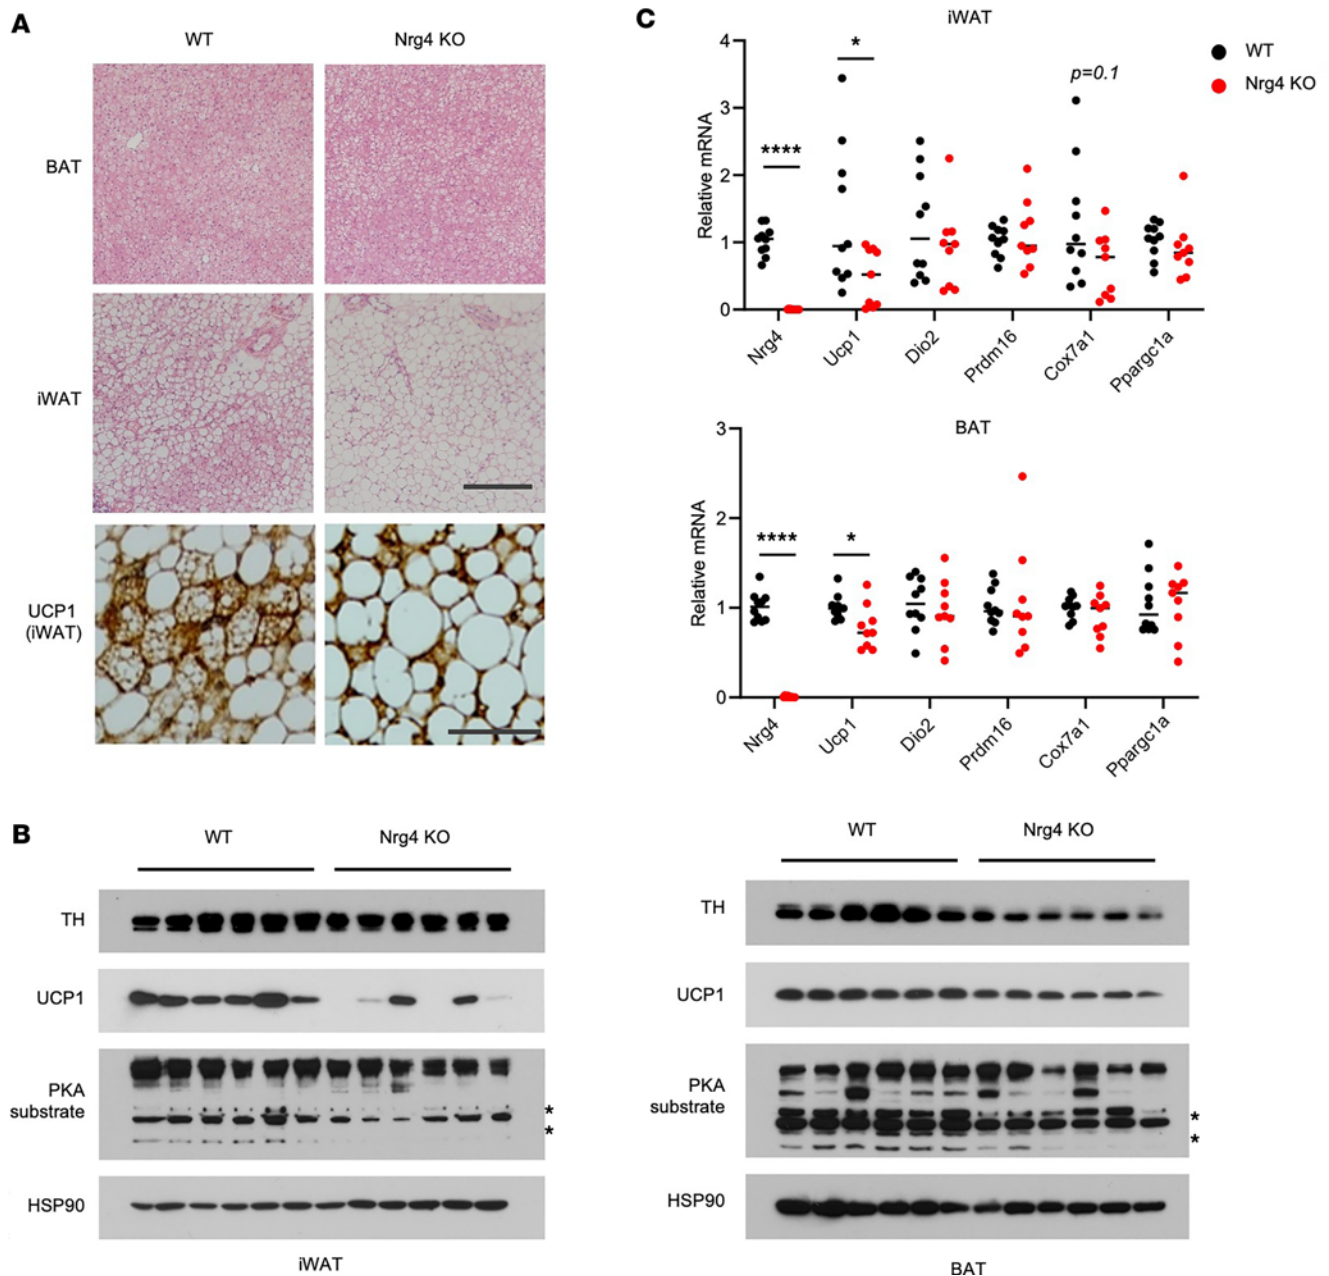 A
WT
Nrg4 KO
BAT
iWAT
UCP1
(iWAT)
C
iWAT
WT
Nrg4 KO
Relative mRNA
4
3
2
1
0
****
*
p=0.1
Nrg4
Ucp1
Dio2
Prdm16
Cox7a1
Ppargc1a
BAT
Relative mRNA
3
2
1
0
****
*
Nrg4
Ucp1
Dio2
Prdm16
Cox7a1
Ppargc1a
B
WT
Nrg4 KO
TH
UCP1
PKA
substrate
*
*
HSP90
iWAT
WT
Nrg4 KO
TH
UCP1
PKA
substrate
*
*
HSP90
BAT